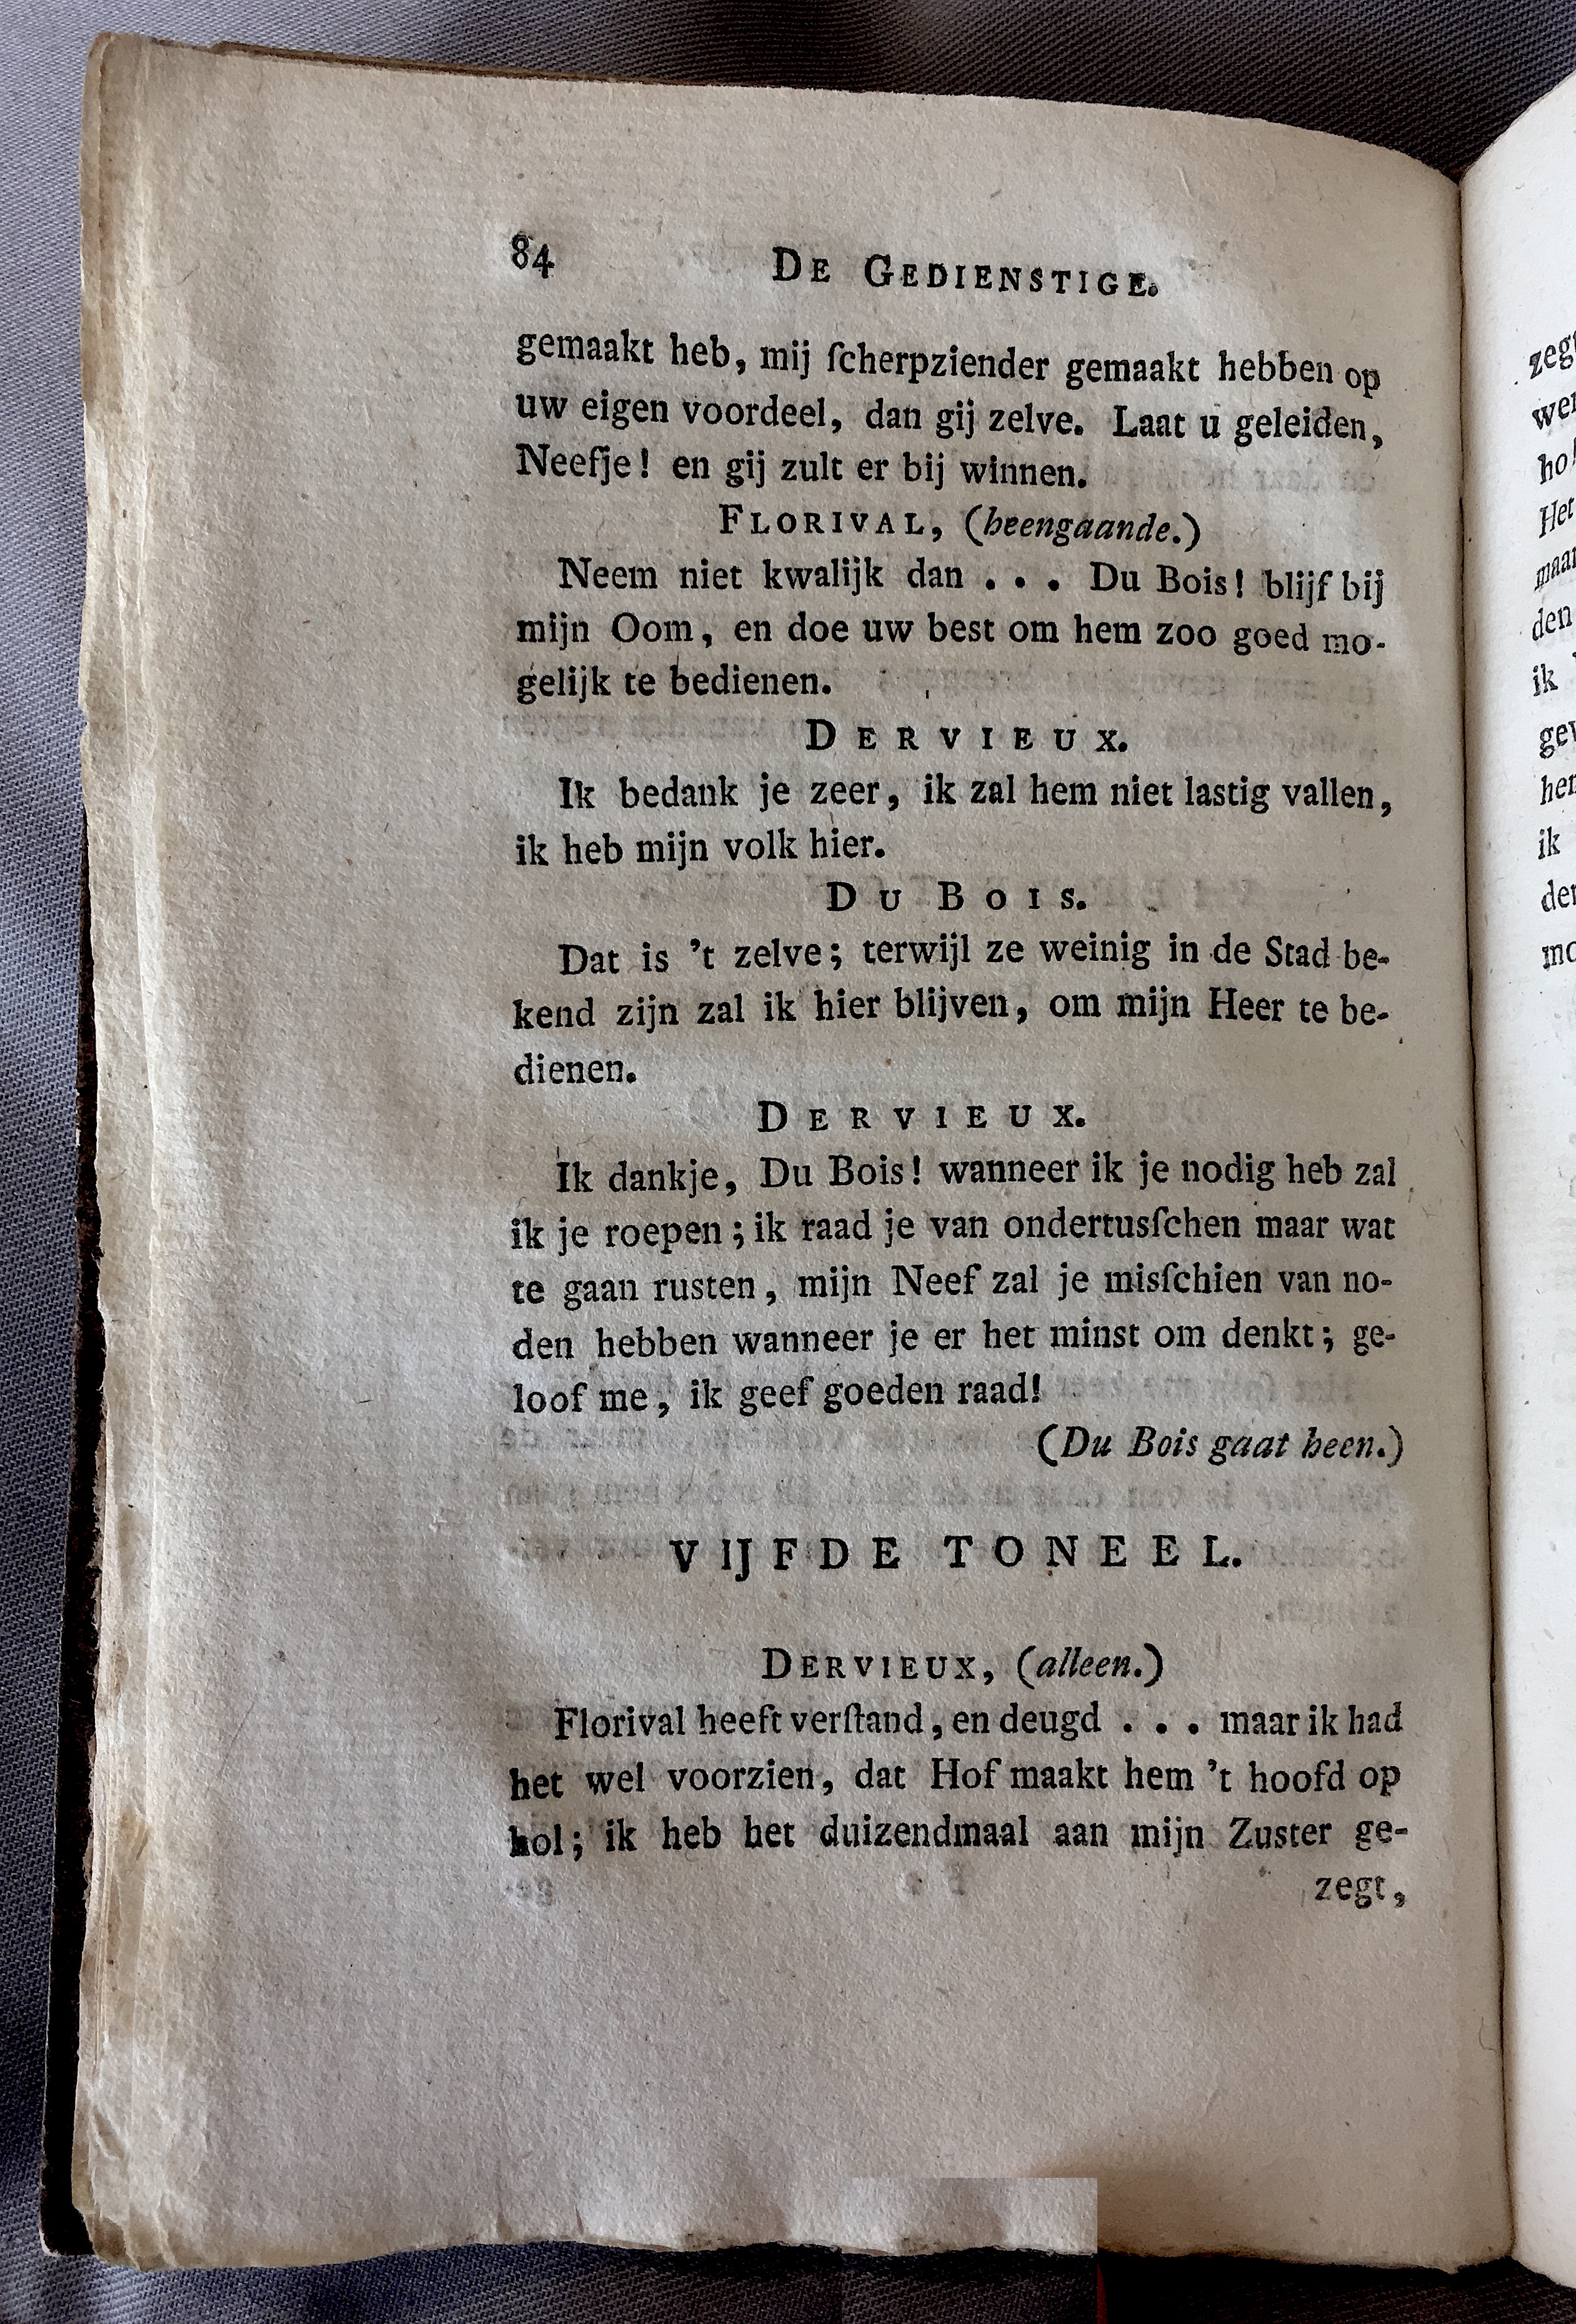 84 DE GEDIENSTIGE.
gemaakt heb, mij ſcherpziender gemaakt hebben op
uw eigen voordeel, dan gij zelve. Laat u geleiden,
Neefje! en gij zult er bij winnen.
FLORIVAL, (heengaande.)
Neem niet kwalijk dan . . . Du Bois! blijf bij
mijn Oom, en doe uw best om hem zoo goed mo-
gelijk te bedienen.
DERVIEUX.
Ik bedank je zeer, ik zal hem niet lastig vallen,
ik heb mijn volk hier.
DU BOIS.
Dat is 't zelve; terwijl ze weinig in de Stad be-
kend zijn zal ik hier blijven, om mijn Heer te be-
dienen.
DERVIEUX.
Ik dankje, Du Bois! wanneer ik je nodig heb zal
ik je roepen; ik raad je van ondertusſchen maar wat
te gaan rusten, mijn Neef zal je misſchien van no-
den hebben wanneer je er het minst om denkt; ge-
loof me, ik geef goeden raad!
(Du Bois gaat heen.)
VIJFDE TONEEL.
DERVIEUX, (alleen.)
Florival heeft verſtand, en deugd . . . maar ik had
het wel voorzien, dat Hof maakt hem 't hoofd op
hol; ik heb het duizendmaal aan mijn Zuster ge-
zegt,
Het
den
ik
ik